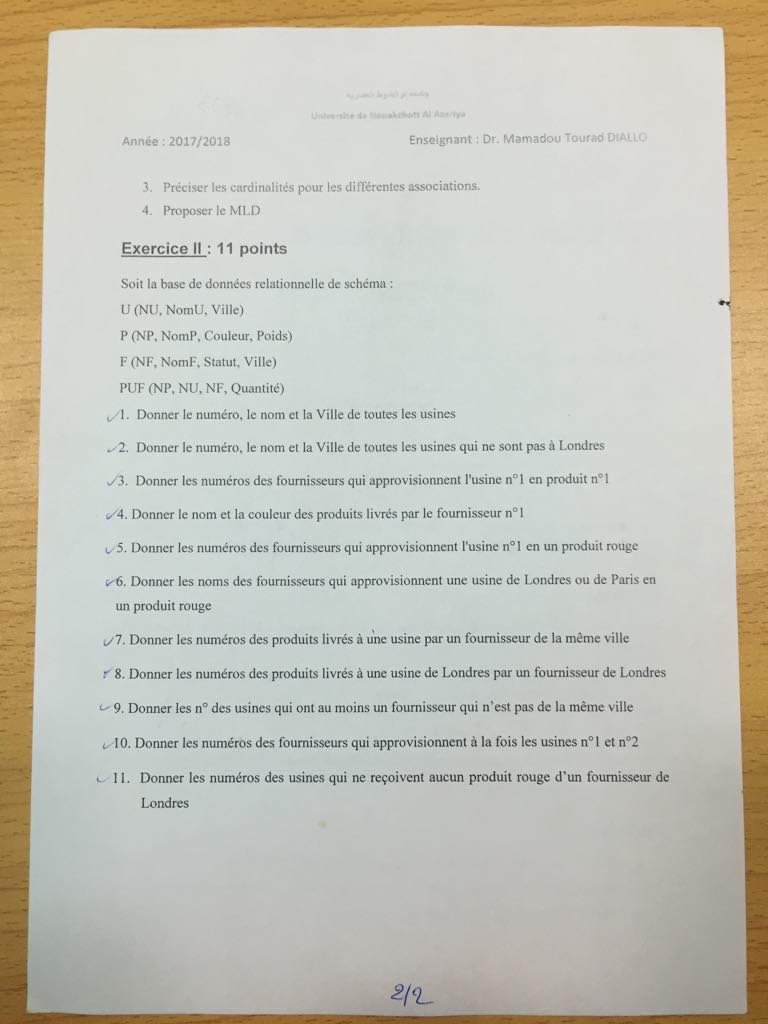 Université de Nouakchott Al Aasriya
Année : 2017/2018 Enseignant : Dr. Mamadou Tourad DIALLO
3. Préciser les cardinalités pour les différentes associations.
4. Proposer le MLD
Exercice II : 11 points
Soit la base de données relationnelle de schéma :
U (NU, NomU, Ville)
P (NP, NomP, Couleur, Poids)
F (NF, NomF, Statut, Ville)
PUF (NP, NU, NF, Quantité)
1. Donner le numéro, le nom et la Ville de toutes les usines
2. Donner le numéro, le nom et la Ville de toutes les usines qui ne sont pas à Londres
3. Donner les numéros des fournisseurs qui approvisionnent l'usine n°1 en produit n°1
4. Donner le nom et la couleur des produits livrés par le fournisseur n°1
5. Donner les numéros des fournisseurs qui approvisionnent l'usine n°1 en un produit rouge
6. Donner les noms des fournisseurs qui approvisionnent une usine de Londres ou de Paris en
un produit rouge
7. Donner les numéros des produits livrés à une usine par un fournisseur de la même ville
8. Donner les numéros des produits livrés à une usine de Londres par un fournisseur de Londres
9. Donner les n° des usines qui ont au moins un fournisseur qui n’est pas de la même ville
10. Donner les numéros des fournisseurs qui approvisionnent à la fois les usines n°1 et n°2
11. Donner les numéros des usines qui ne reçoivent aucun produit rouge d’un fournisseur de
Londres
2/2